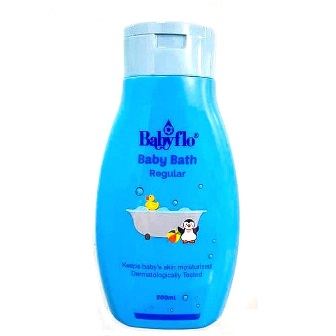 Babyflo®
Baby Bath
Regular
Keeps baby's skin moisturized
Dermatologically Tested
200ml